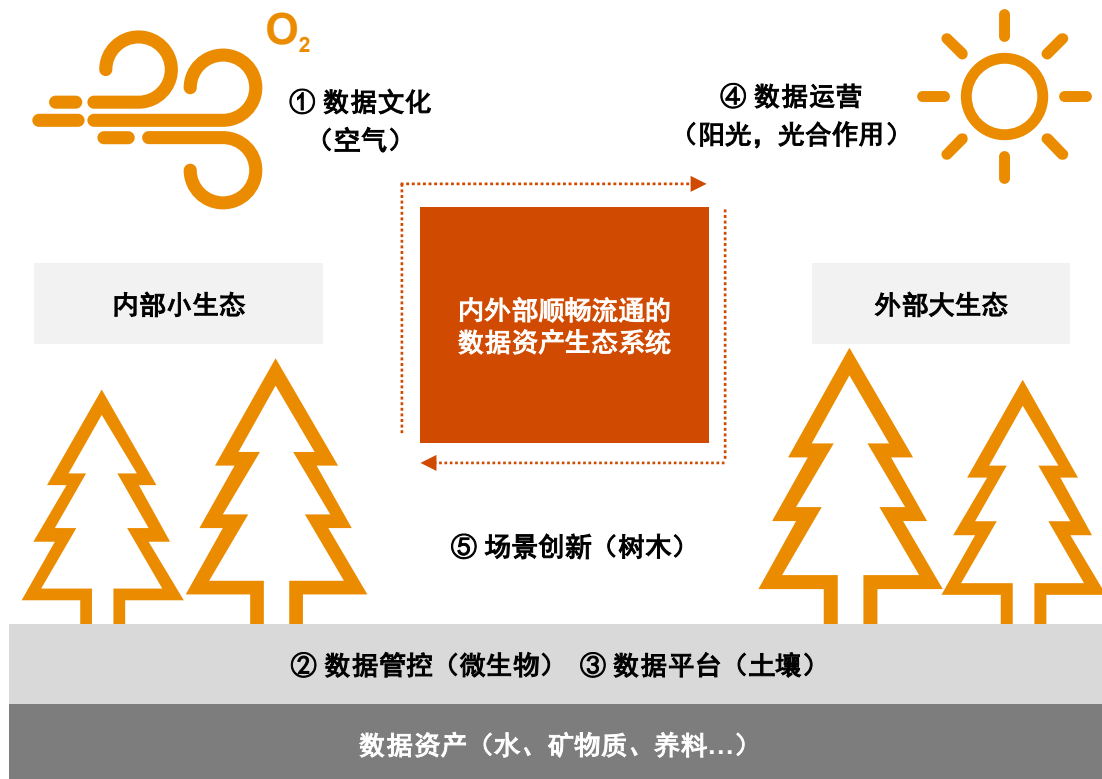 O₂
① 数据文化
（空气）
④ 数据运营
（阳光，光合作用）
内部小生态
内外部顺畅流通的
数据资产生态系统
外部大生态
⑤ 场景创新（树木）
② 数据管控（微生物） ③ 数据平台（土壤）
数据资产（水、矿物质、养料...）